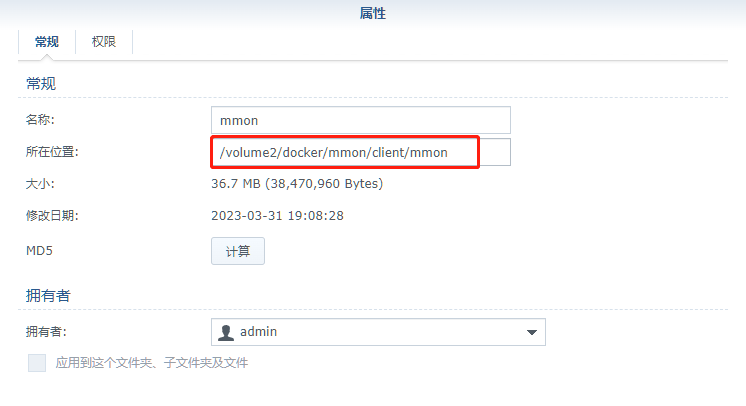 属性
常规 权限
常规
名称: mmon
所在位置: /volume2/docker/mmon/client/mmon
大小: 36.7 MB (38,470,960 Bytes)
修改日期: 2023-03-31 19:08:28
MD5 计算
拥有者
拥有者: admin
应用到这个文件夹、子文件夹及文件